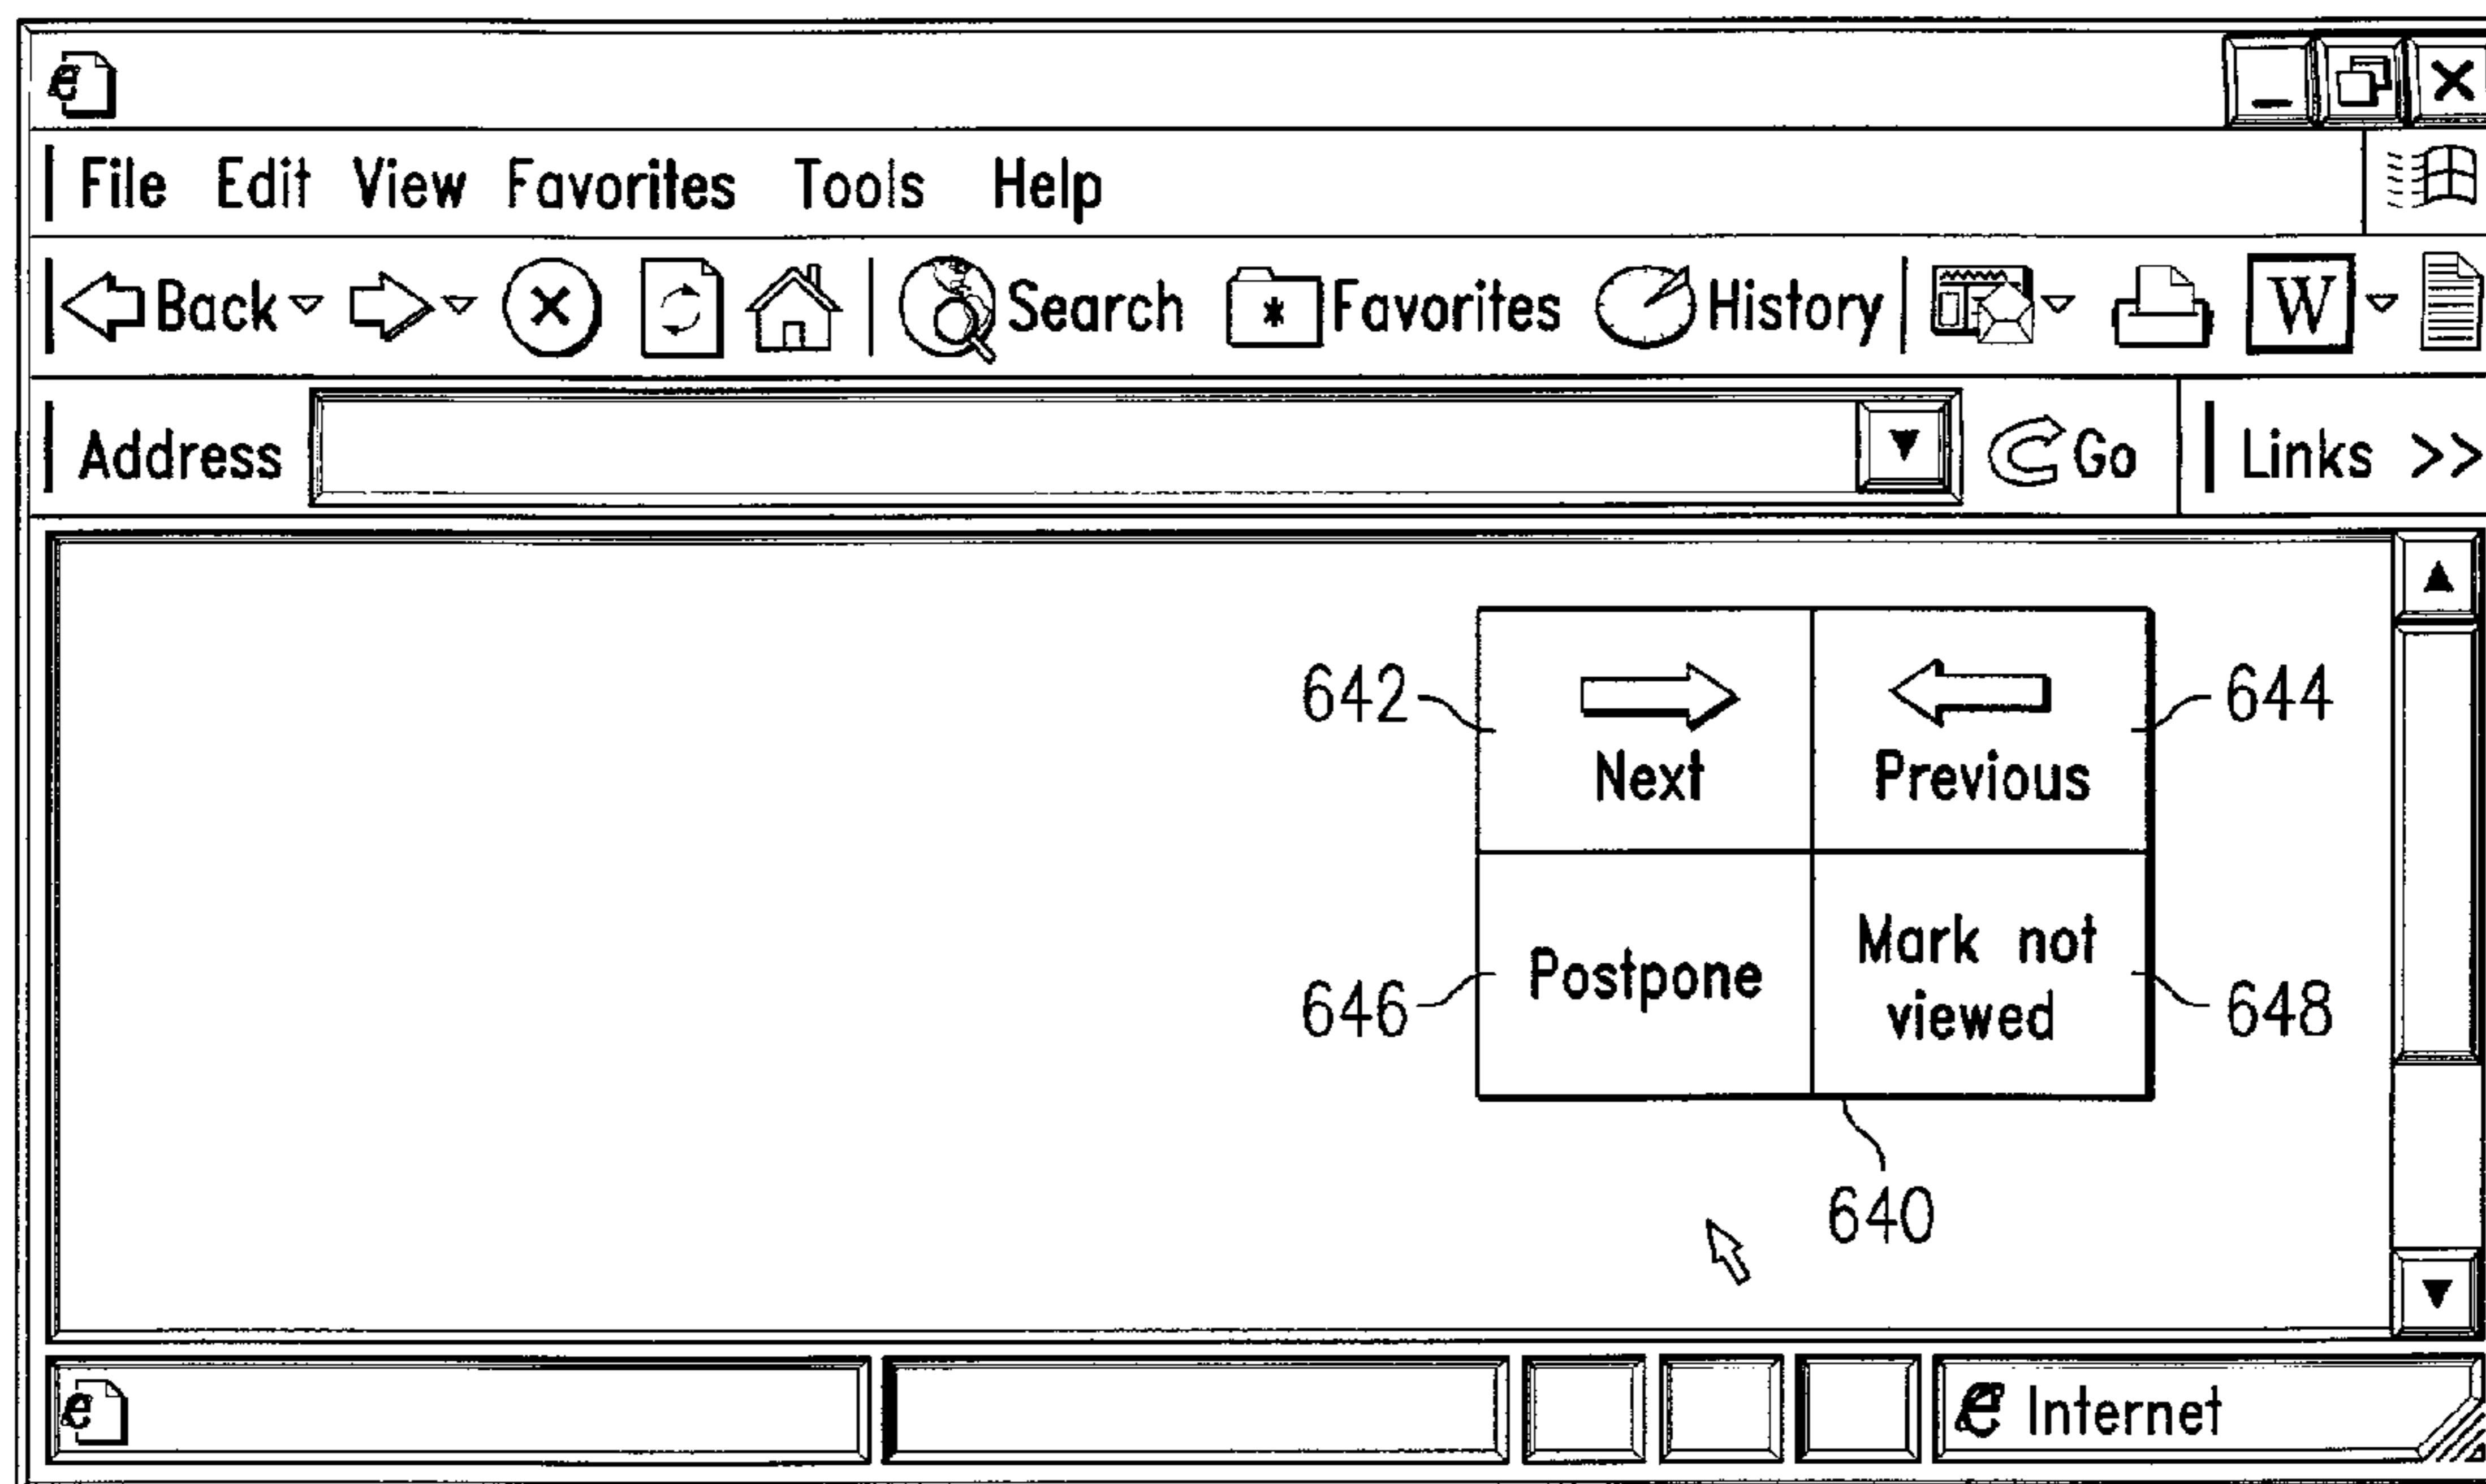 File Edit View Favorites Tools Help
Back Search Favorites History W
Address Go Links >>
642 Next Previous 644
646 Postpone Mark not viewed 648
640
Internet